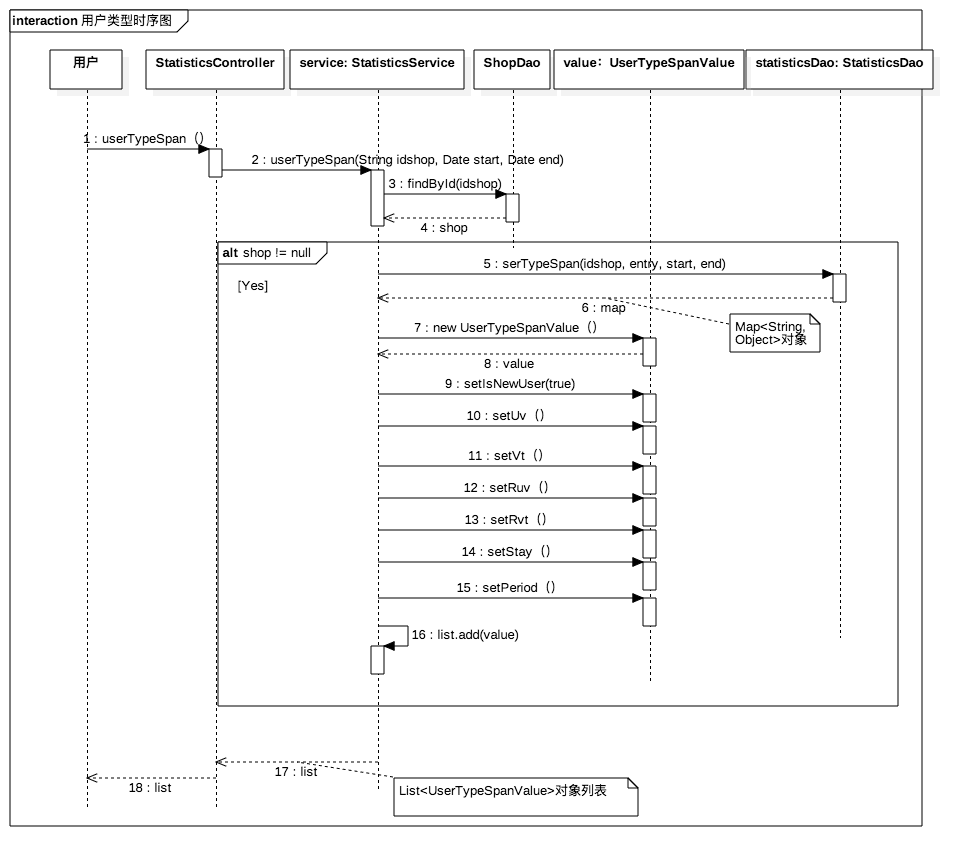 interaction 用户类型时序图
用户
StatisticsController
service: StatisticsService
ShopDao
value：UserTypeSpanValue
statisticsDao: StatisticsDao
1 : userTypeSpan（）
2 : userTypeSpan(String idshop, Date start, Date end)
3 : findById(idshop)
4 : shop
alt shop != null
5 : serTypeSpan(idshop, entry, start, end)
[Yes]
6 : map
Map<String,
Object>对象
7 : new UserTypeSpanValue（）
8 : value
9 : setIsNewUser(true)
10 : setUv（）
11 : setVt（）
12 : setRuv（）
13 : setRvt（）
14 : setStay（）
15 : setPeriod（）
16 : list.add(value)
17 : list
18 : list
List<UserTypeSpanValue>对象列表